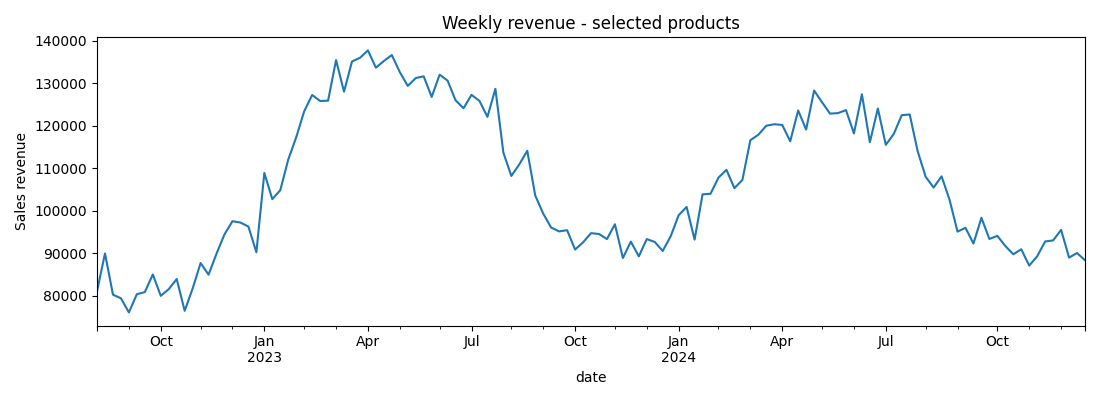 Weekly revenue - selected products
140000
130000
120000
110000
100000
90000
80000
Sales revenue
Oct
Jan
2023
Apr
Jul
Oct
Jan
2024
Apr
Jul
Oct
date